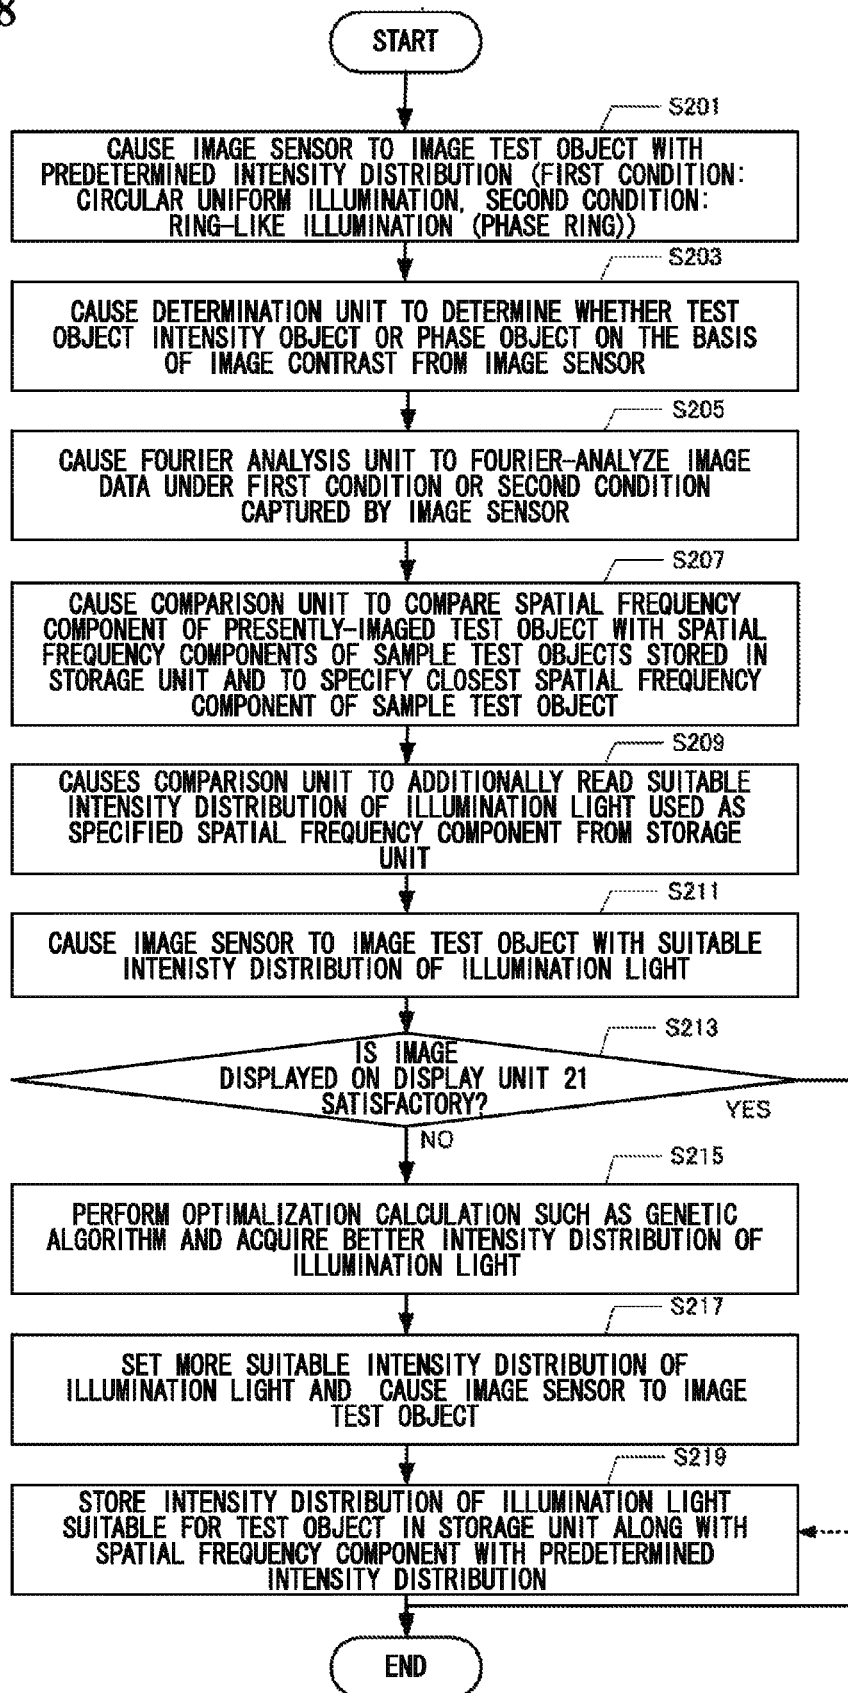 8
START
S201
CAUSE IMAGE SENSOR TO IMAGE TEST OBJECT WITH
PREDETERMINED INTENSITY DISTRIBUTION (FIRST CONDITION:
CIRCULAR UNIFORM ILLUMINATION, SECOND CONDITION:
RING-LIKE ILLUMINATION (PHASE RING))
S203
CAUSE DETERMINATION UNIT TO DETERMINE WHETHER TEST
OBJECT INTENSITY OBJECT OR PHASE OBJECT ON THE BASIS
OF IMAGE CONTRAST FROM IMAGE SENSOR
S205
CAUSE FOURIER ANALYSIS UNIT TO FOURIER-ANALYZE IMAGE
DATA UNDER FIRST CONDITION OR SECOND CONDITION
CAPTURED BY IMAGE SENSOR
S207
CAUSE COMPARISON UNIT TO COMPARE SPATIAL FREQUENCY
COMPONENT OF PRESENTLY-IMAGED TEST OBJECT WITH SPATIAL
FREQUENCY COMPONENTS OF SAMPLE TEST OBJECTS STORED IN
STORAGE UNIT AND TO SPECIFY CLOSEST SPATIAL FREQUENCY
COMPONENT OF SAMPLE TEST OBJECT
S209
CAUSES COMPARISON UNIT TO ADDITIONALLY READ SUITABLE
INTENSITY DISTRIBUTION OF ILLUMINATION LIGHT USED AS
SPECIFIED SPATIAL FREQUENCY COMPONENT FROM STORAGE
UNIT
S211
CAUSE IMAGE SENSOR TO IMAGE TEST OBJECT WITH SUITABLE
INTENISTY DISTRIBUTION OF ILLUMINATION LIGHT
S213
IS IMAGE
DISPLAYED ON DISPLAY UNIT 21
SATISFACTORY?
YES
NO
S215
PERFORM OPTIMALIZATION CALCULATION SUCH AS GENETIC
ALGORITHM AND ACQUIRE BETTER INTENSITY DISTRIBUTION OF
ILLUMINATION LIGHT
S217
SET MORE SUITABLE INTENSITY DISTRIBUTION OF
ILLUMINATION LIGHT AND CAUSE IMAGE SENSOR TO IMAGE
TEST OBJECT
S219
STORE INTENSITY DISTRIBUTION OF ILLUMINATION LIGHT
SUITABLE FOR TEST OBJECT IN STORAGE UNIT ALONG WITH
SPATIAL FREQUENCY COMPONENT WITH PREDETERMINED
INTENSITY DISTRIBUTION
END